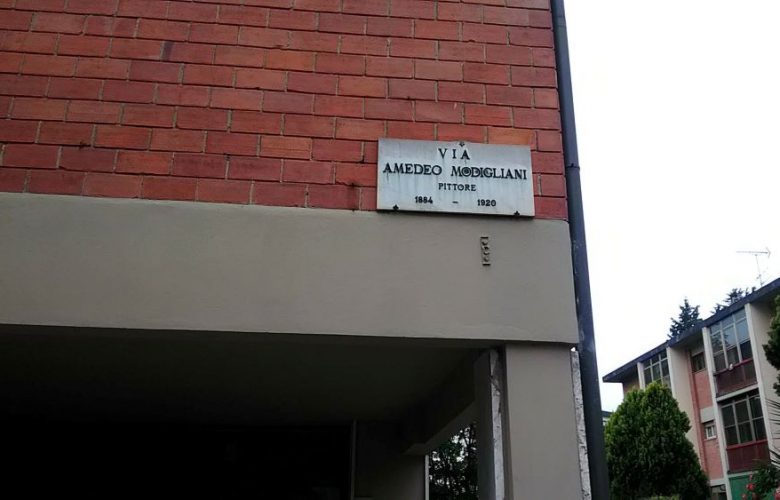 VIA
AMEDEO MODIGLIANI
PITTORE
1884 - 1920